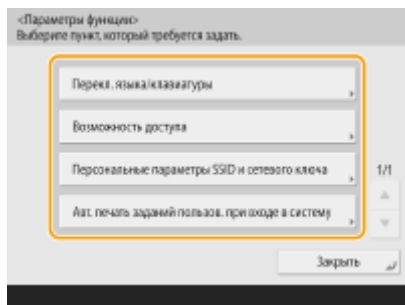 <Параметры функции>
Выберите пункт, который требуется задать.
Перекл. языка/клавиатуры
Возможность доступа
Персональные параметры SSID и сетевого ключа
1/1
Авт. печать заданий пользов. при входе в систему
Закрыть